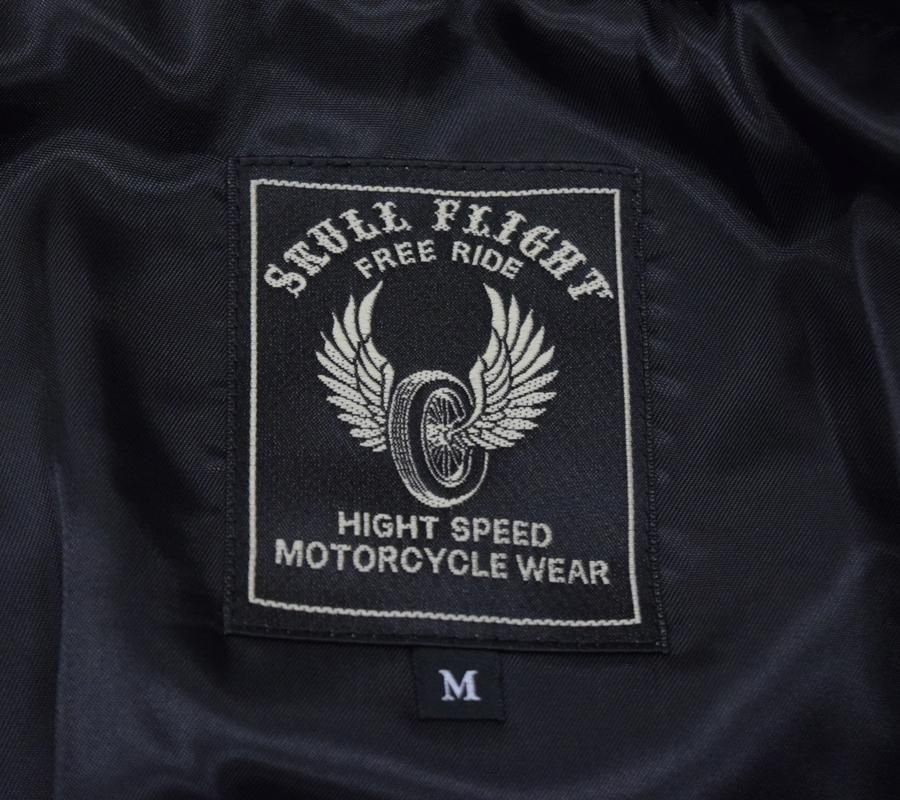 SKULL FLIGHT
FREE RIDE
HIGHT SPEED
MOTORCYCLE WEAR
M